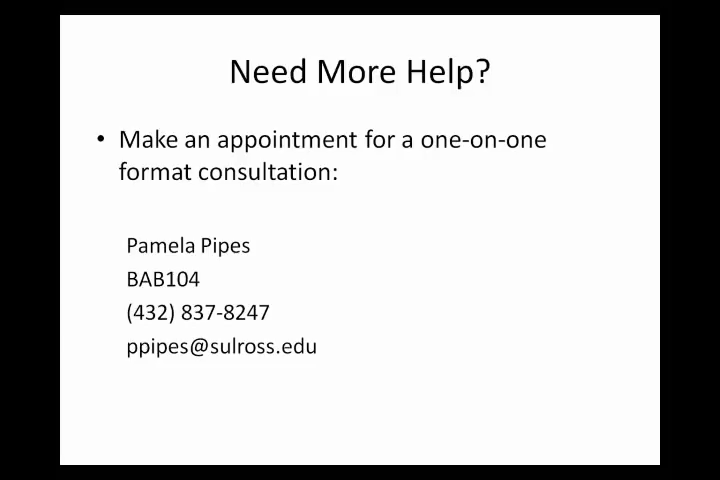 Need More Help?
• Make an appointment for a one-on-one
format consultation:
Pamela Pipes
BAB104
(432) 837-8247
ppipes@sulross.edu